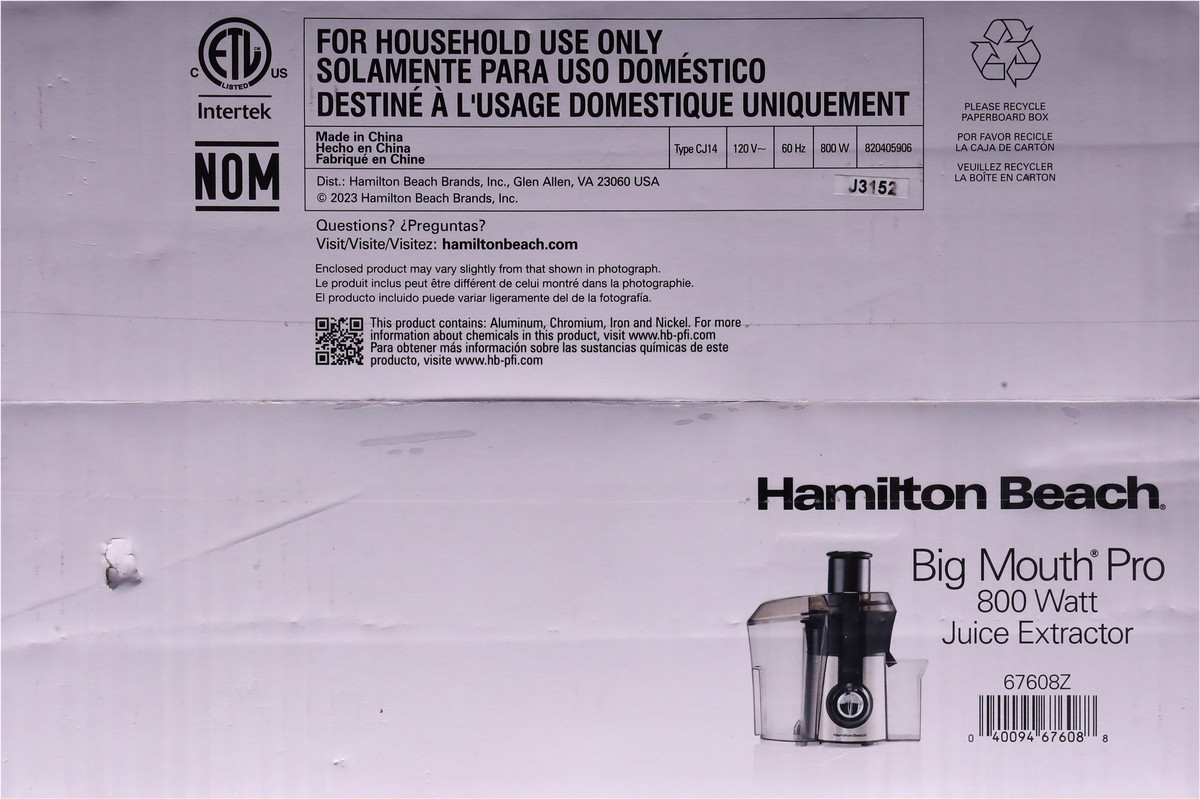 ETL
CM
C
US
LISTED
Intertek
NOM
FOR HOUSEHOLD USE ONLY
SOLAMENTE PARA USO DOMÉSTICO
DESTINÉ À L'USAGE DOMESTIQUE UNIQUEMENT
Made in China
Hecho en China
Fabriqué en Chine
Type CJ14
120 V~
60 Hz
800 W
820405906
Dist.: Hamilton Beach Brands, Inc., Glen Allen, VA 23060 USA
© 2023 Hamilton Beach Brands, Inc.
J3152
Questions? ¿Preguntas?
Visit/Visite/Visitez: hamiltonbeach.com
Enclosed product may vary slightly from that shown in photograph.
Le produit inclus peut être différent de celui montré dans la photographie.
El producto incluido puede variar ligeramente del de la fotografía.
This product contains: Aluminum, Chromium, Iron and Nickel. For more
information about chemicals in this product, visit www.hb-pfi.com
Para obtener más información sobre las sustancias químicas de este
producto, visite www.hb-pfi.com
PLEASE RECYCLE
PAPERBOARD BOX
POR FAVOR RECICLE
LA CAJA DE CARTÓN
VEUILLEZ RECYCLER
LA BOÎTE EN CARTON
Hamilton Beach®
Big Mouth® Pro
800 Watt
Juice Extractor
67608Z
0 40094 67608 8
Hamilton Beach